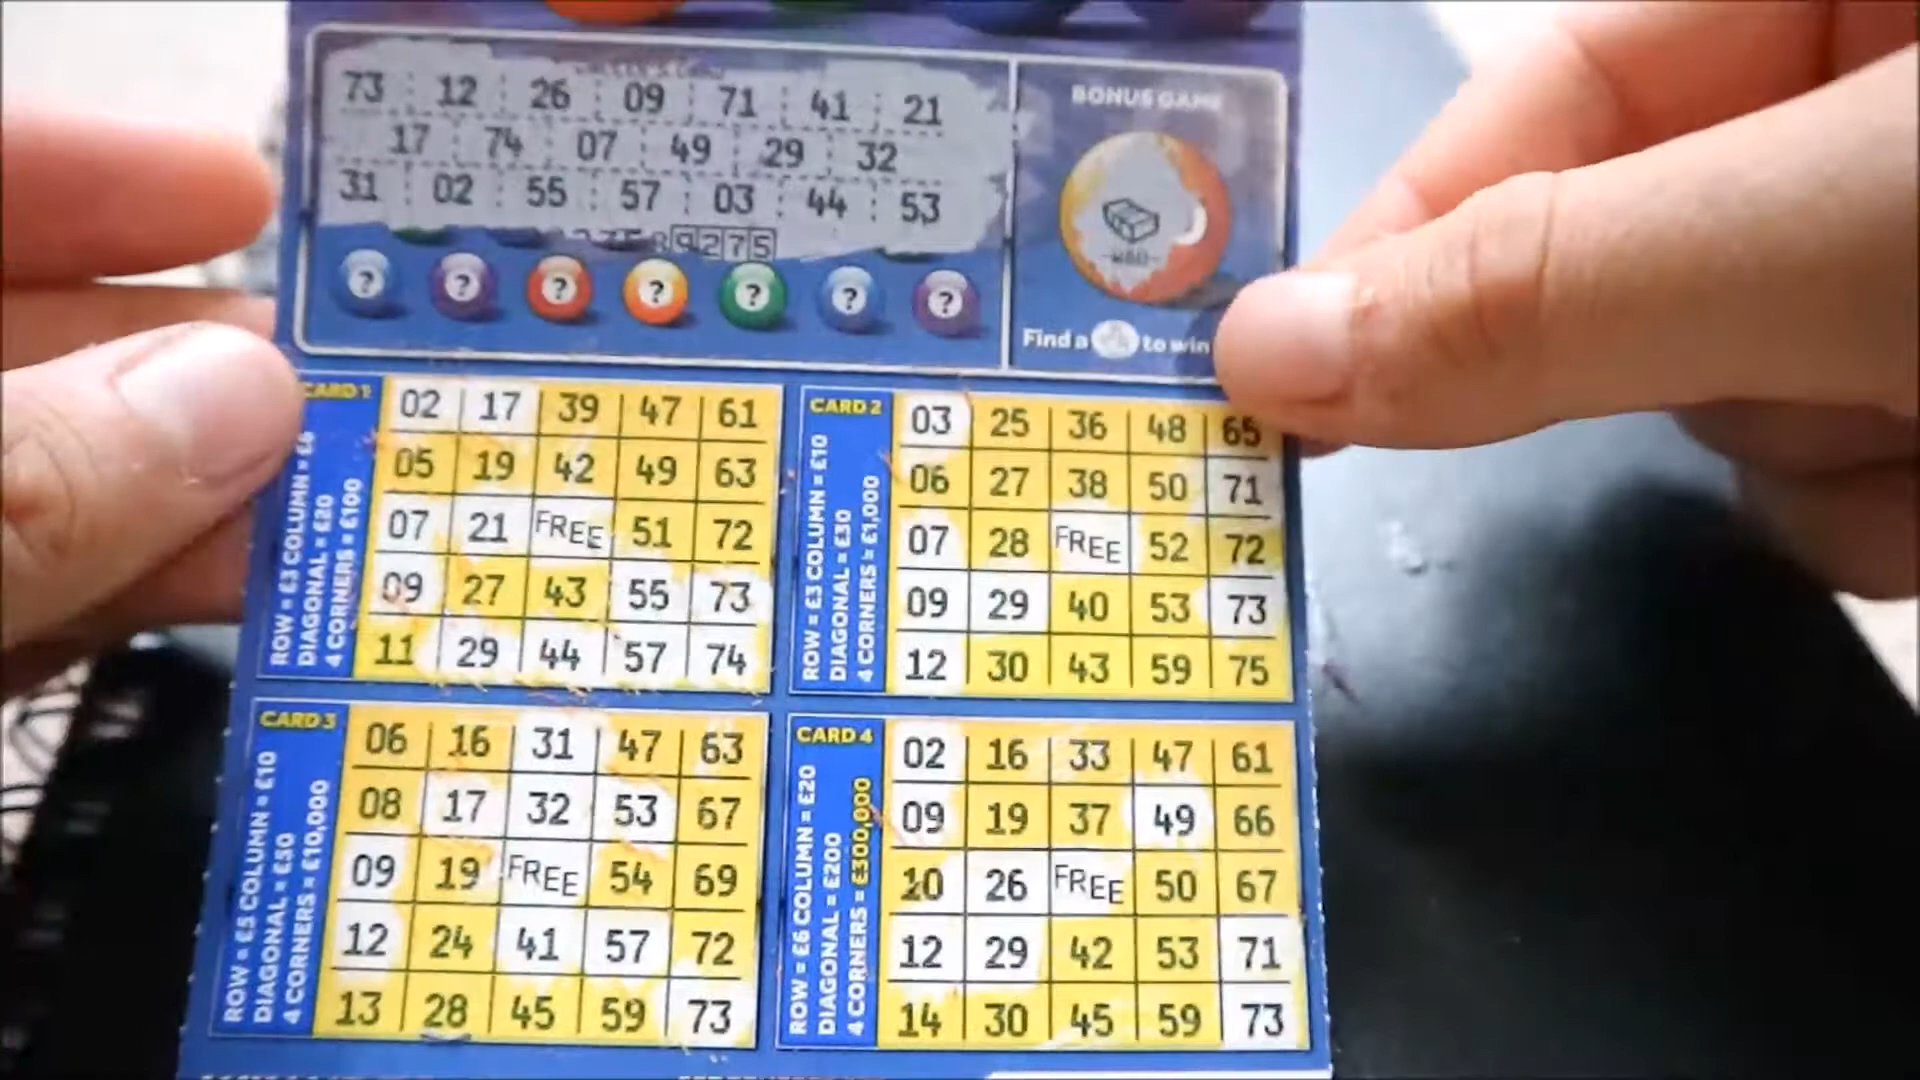 73 12 26 09 71 41 21
17 74 07 49 29 32
31 02 55 57 03 44 53
9275
? ? ? ? ? ? ?
BONUS GAME
Find a to win
CARD 1
ROW = £3 COLUMN = £6
DIAGONAL = £20
4 CORNERS = £100
02 17 39 47 61
05 19 42 49 63
07 21 FREE 51 72
09 27 43 55 73
11 29 44 57 74
CARD 2
ROW = £3 COLUMN = £10
DIAGONAL = £30
4 CORNERS = £1,000
03 25 36 48 65
06 27 38 50 71
07 28 FREE 52 72
09 29 40 53 73
12 30 43 59 75
CARD 3
ROW = £5 COLUMN = £10
DIAGONAL = £50
4 CORNERS = £10,000
06 16 31 47 63
08 17 32 53 67
09 19 FREE 54 69
12 24 41 57 72
13 28 45 59 73
CARD 4
ROW = £6 COLUMN = £20
DIAGONAL = £200
4 CORNERS = £300,000
02 16 33 47 61
09 19 37 49 66
10 26 FREE 50 67
12 29 42 53 71
14 30 45 59 73